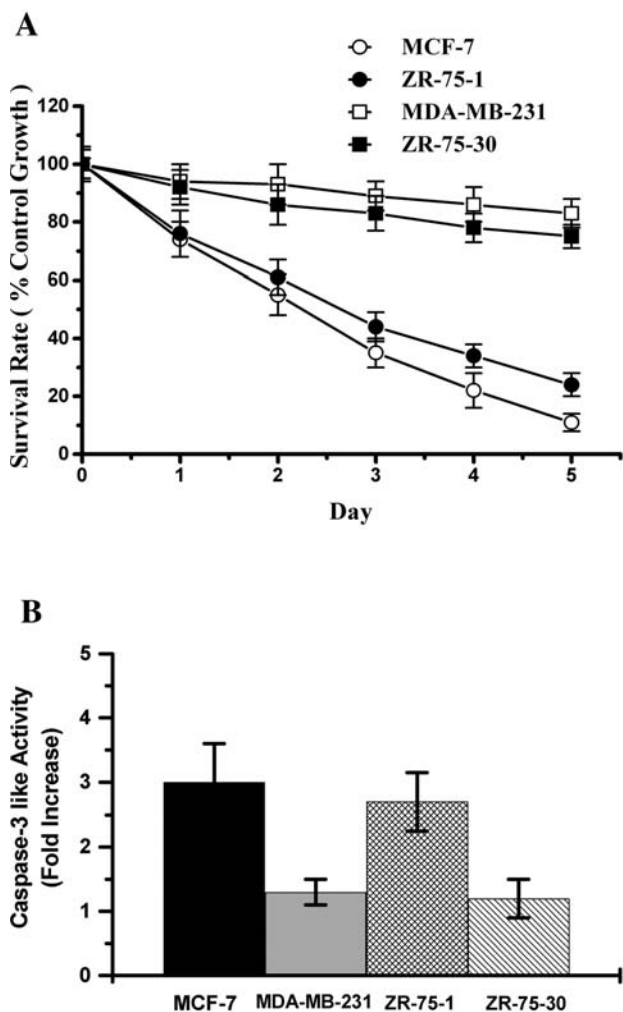 A
MCF-7
ZR-75-1
MDA-MB-231
ZR-75-30
Survival Rate ( % Control Growth )
120
100
80
60
40
20
0
0 1 2 3 4 5
Day
B
Caspase-3 like Activity
(Fold Increase)
5
4
3
2
1
0
MCF-7 MDA-MB-231 ZR-75-1 ZR-75-30